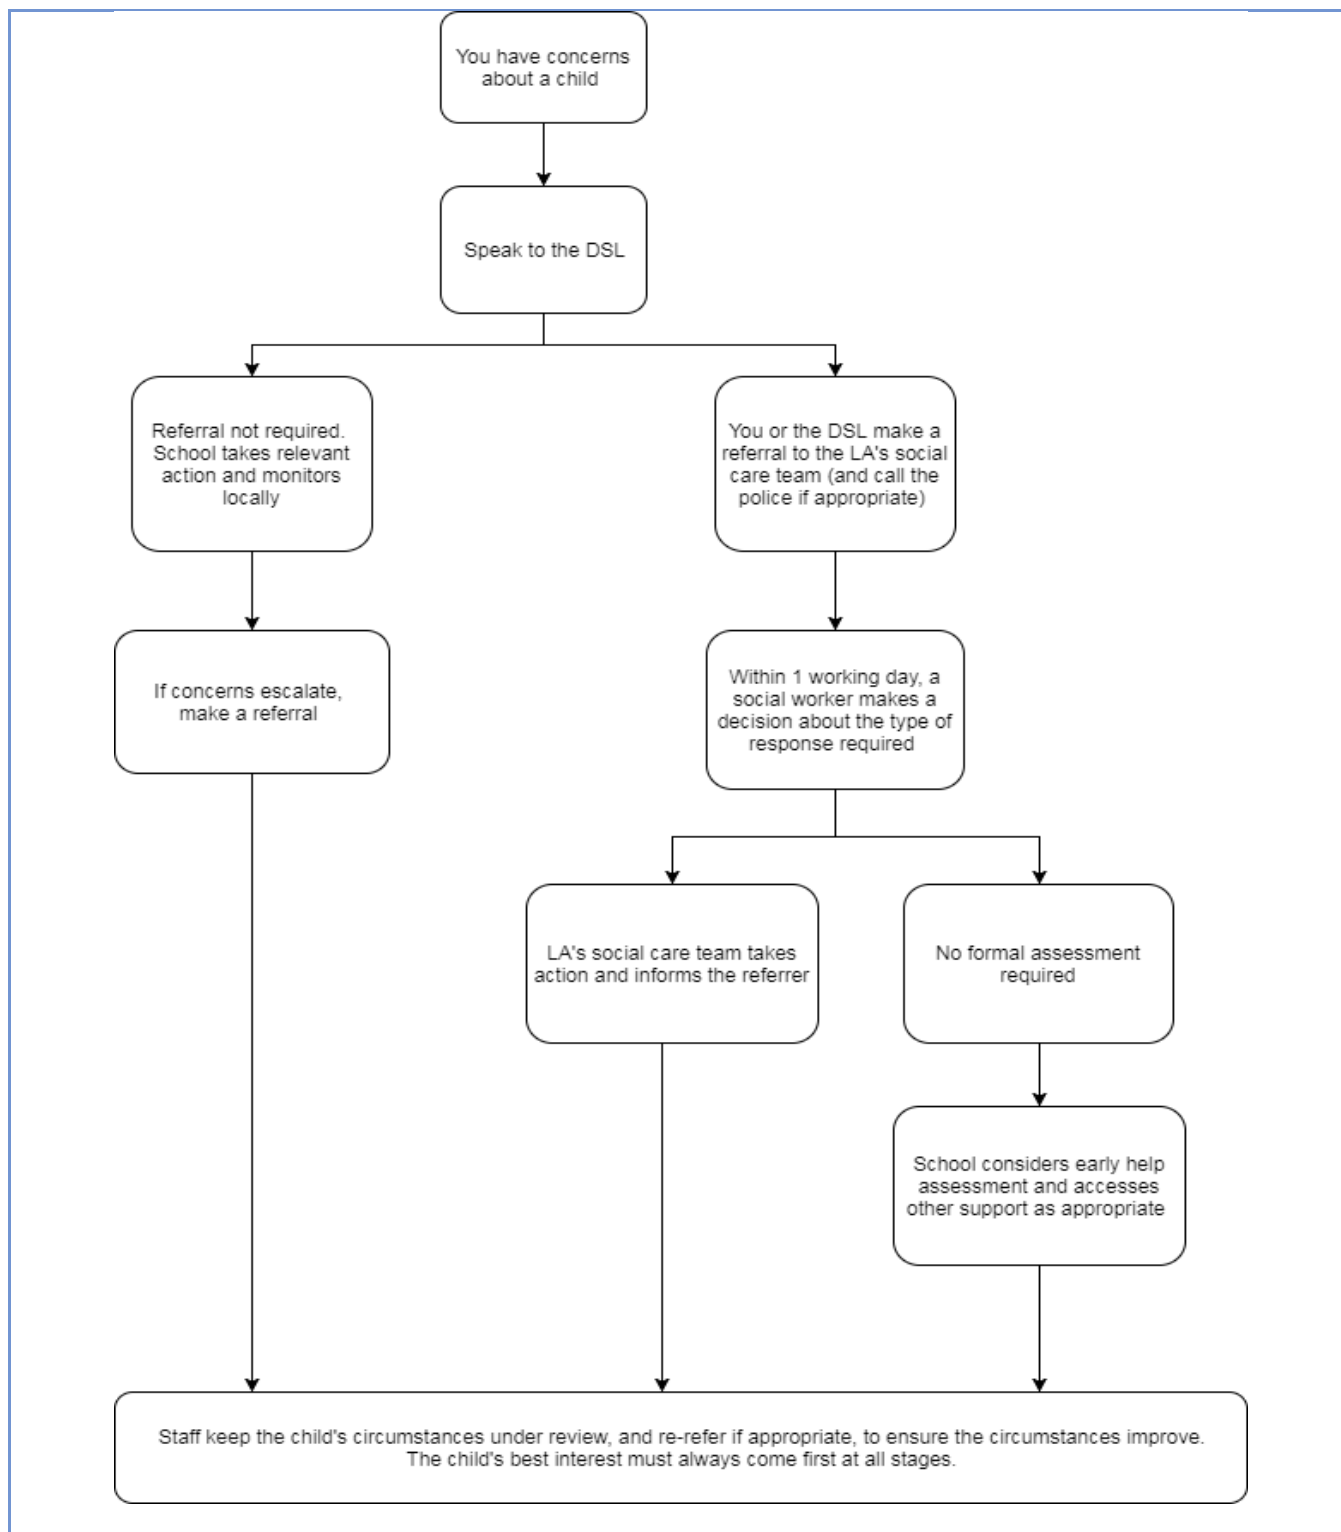 You have concerns
about a child
Speak to the DSL
Referral not required.
School takes relevant
action and monitors
locally
You or the DSL make a
referral to the LA's social
care team (and call the
police if appropriate)
If concerns escalate,
make a referral
Within 1 working day, a
social worker makes a
decision about the type of
response required
LA's social care team takes
action and informs the referrer
No formal assessment
required
School considers early help
assessment and accesses
other support as appropriate
Staff keep the child's circumstances under review, and re-refer if appropriate, to ensure the circumstances improve.
The child's best interest must always come first at all stages.